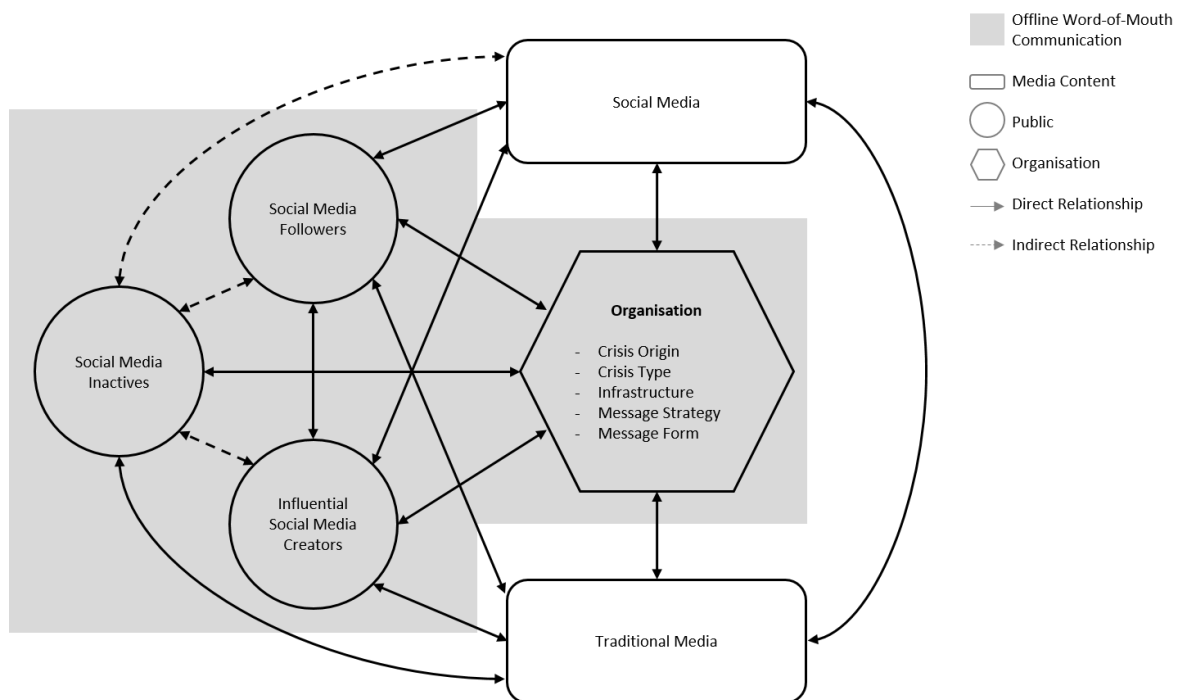 Offline Word-of-Mouth
Communication
Media Content
Public
Organisation
Direct Relationship
Indirect Relationship
Social Media
Social Media
Followers
Social Media
Inactives
Influential
Social Media
Creators
Organisation
- Crisis Origin
- Crisis Type
- Infrastructure
- Message Strategy
- Message Form
Traditional Media